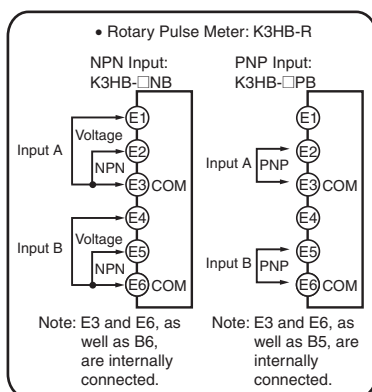 • Rotary Pulse Meter: K3HB-R
NPN Input:
K3HB-□NB
E1
Voltage
E2
Input A
NPN
E3 COM
E4
Voltage
E5
Input B
NPN
E6 COM
Note: E3 and E6, as
well as B6,
are internally
connected.
PNP Input:
K3HB-□PB
E1
E2
Input A
PNP
E3 COM
E4
E5
Input B
PNP
E6 COM
Note: E3 and E6, as
well as B5, are
internally
connected.